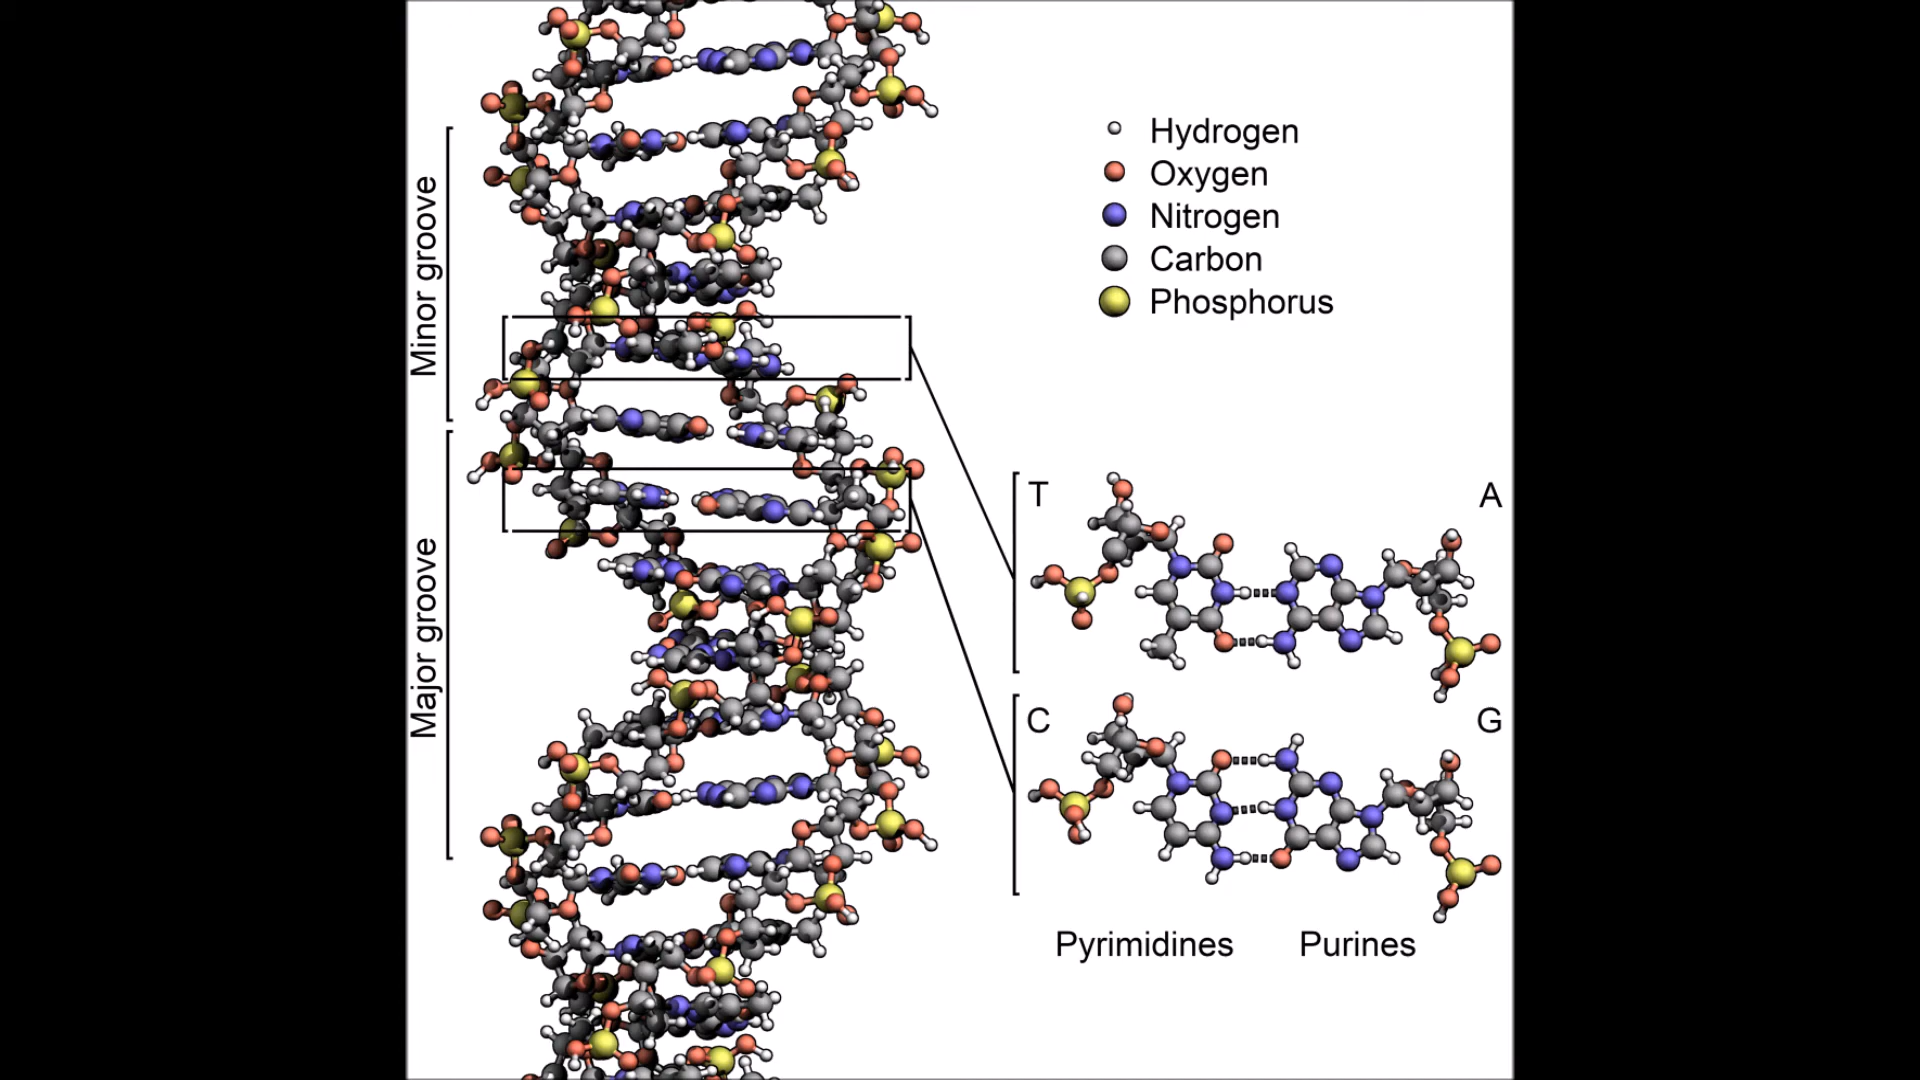 Hydrogen
Oxygen
Nitrogen
Carbon
Phosphorus
Minor groove
Major groove
T A
C G
Pyrimidines Purines